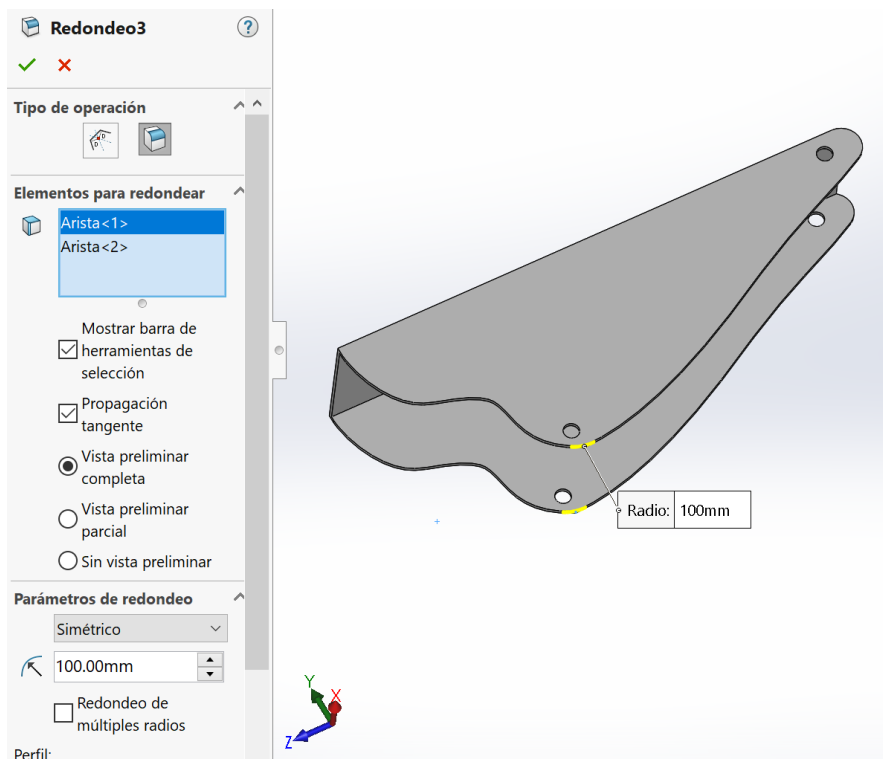 Redondeo3
?
Tipo de operación
Elementos para redondear
Arista<1>
Arista<2>
Mostrar barra de
herramientas de
selección
Propagación
tangente
Vista preliminar
completa
Vista preliminar
parcial
Sin vista preliminar
Parámetros de redondeo
Simétrico
100.00mm
Redondeo de
múltiples radios
Perfil:
Radio: 100mm
Y
X
Z